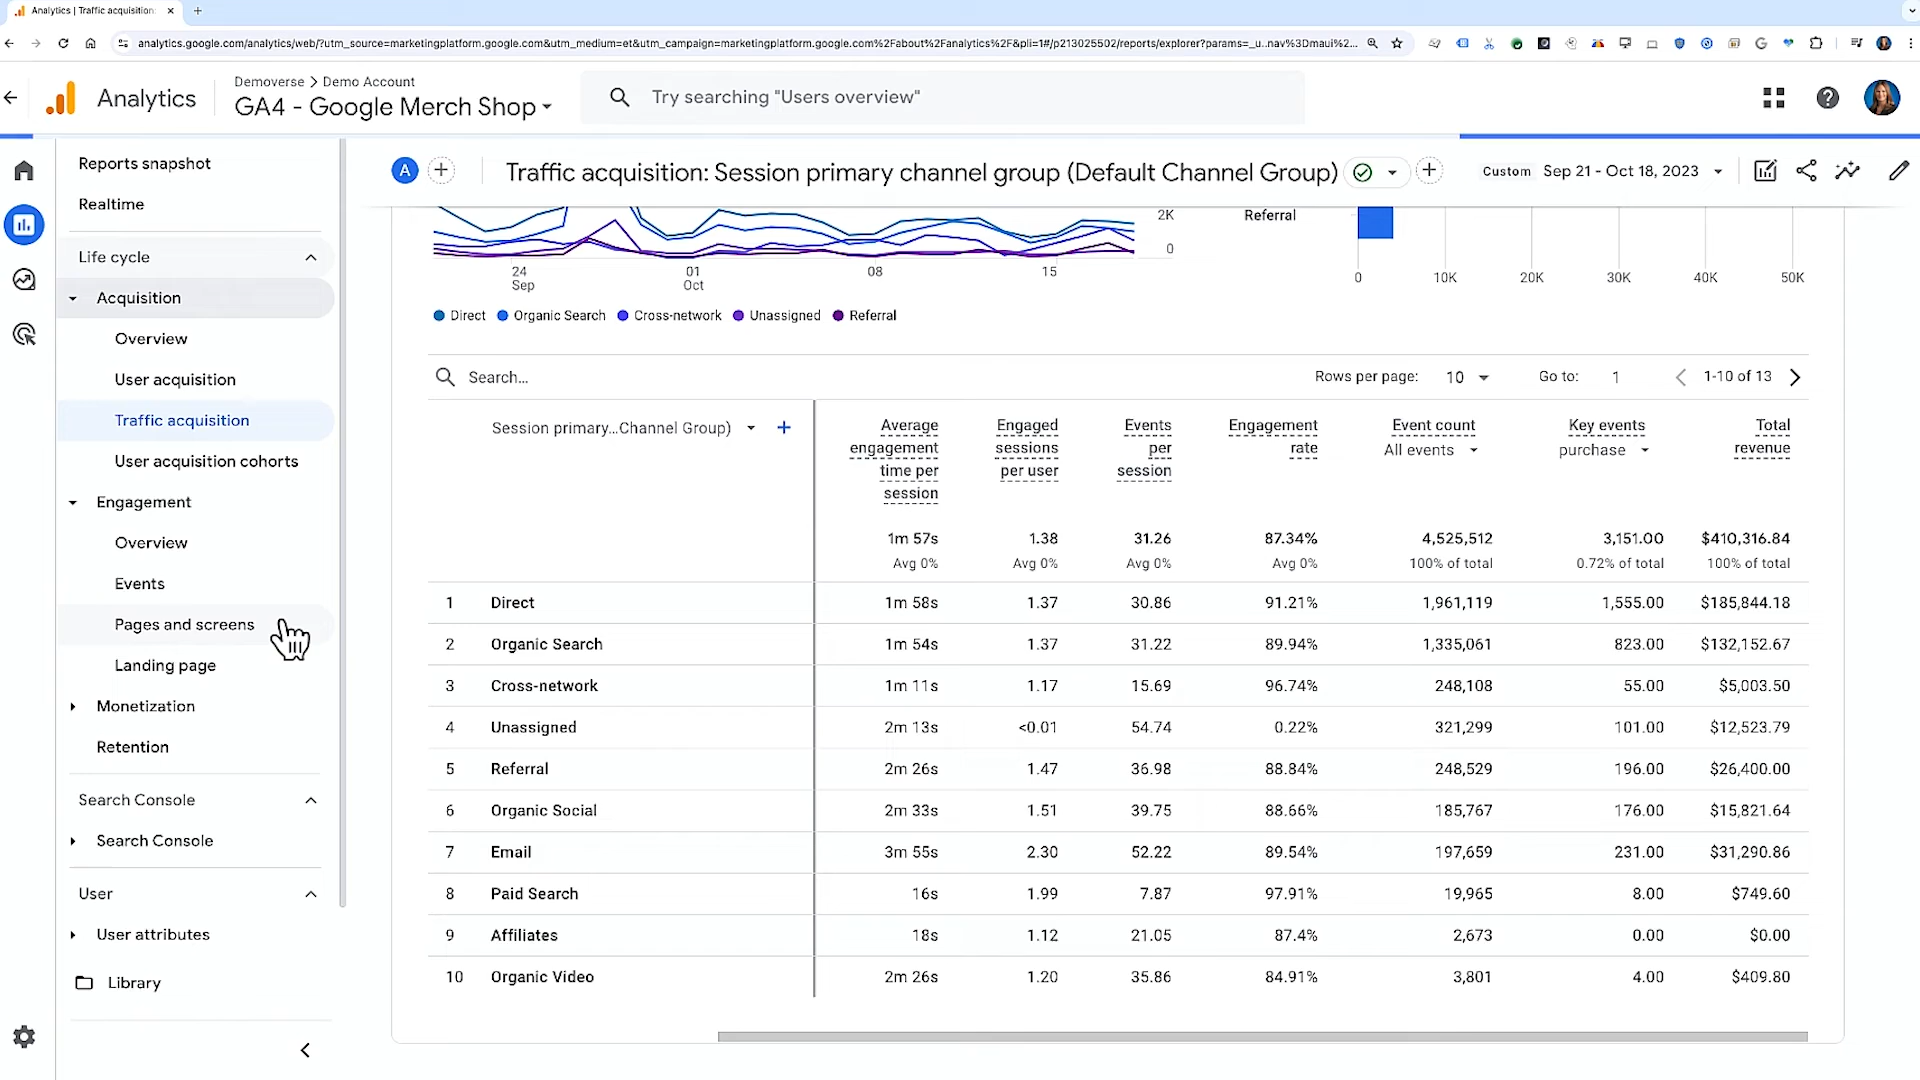 Analytics | Traffic acquisition:
analytics.google.com/analytics/web/?utm_source=marketingplatform.google.com&utm_medium=et&utm_campaign=marketingplatform.google.com%2Fabout%2Fanalytics%2F&pli=1#/p213025502/reports/explorer?params=_u..nav%3Dmaui%2...
Analytics
Demoverse > Demo Account
GA4 - Google Merch Shop
Try searching "Users overview"
Reports snapshot
Realtime
Life cycle
Acquisition
Overview
User acquisition
Traffic acquisition
User acquisition cohorts
Engagement
Overview
Events
Pages and screens
Landing page
Monetization
Retention
Search Console
Search Console
User
User attributes
Library
A
Traffic acquisition: Session primary channel group (Default Channel Group)
Custom Sep 21 - Oct 18, 2023
2K
0
24
Sep
01
Oct
08
15
Direct Organic Search Cross-network Unassigned Referral
Referral
0 10K 20K 30K 40K 50K
Search...
Rows per page: 10 Go to: 1 1-10 of 13
Session primary...Channel Group)
Average engagement time per session
Engaged sessions per user
Events per session
Engagement rate
Event count
All events
Key events
purchase
Total revenue
1m 57s 1.38 31.26 87.34% 4,525,512 3,151.00 $410,316.84
Avg 0% Avg 0% Avg 0% Avg 0% 100% of total 0.72% of total 100% of total
1 Direct 1m 58s 1.37 30.86 91.21% 1,961,119 1,555.00 $185,844.18
2 Organic Search 1m 54s 1.37 31.22 89.94% 1,335,061 823.00 $132,152.67
3 Cross-network 1m 11s 1.17 15.69 96.74% 248,108 55.00 $5,003.50
4 Unassigned 2m 13s <0.01 54.74 0.22% 321,299 101.00 $12,523.79
5 Referral 2m 26s 1.47 36.98 88.84% 248,529 196.00 $26,400.00
6 Organic Social 2m 33s 1.51 39.75 88.66% 185,767 176.00 $15,821.64
7 Email 3m 55s 2.30 52.22 89.54% 197,659 231.00 $31,290.86
8 Paid Search 16s 1.99 7.87 97.91% 19,965 8.00 $749.60
9 Affiliates 18s 1.12 21.05 87.4% 2,673 0.00 $0.00
10 Organic Video 2m 26s 1.20 35.86 84.91% 3,801 4.00 $409.80